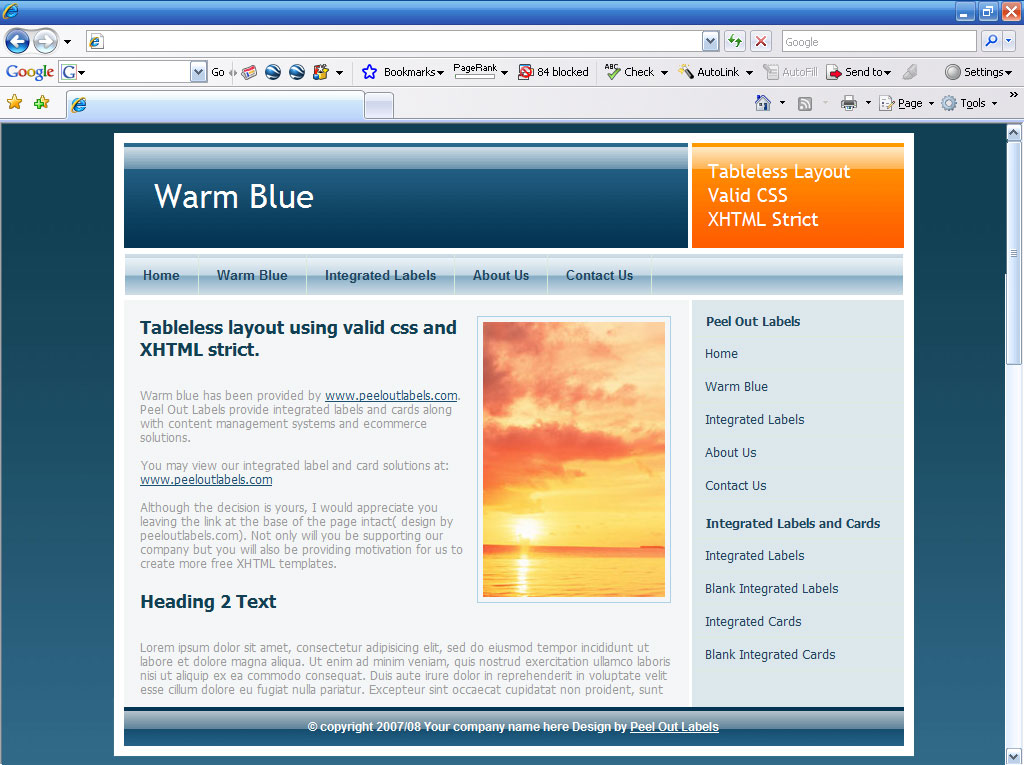 Google
Google
G
Go
Bookmarks
PageRank
84 blocked
ABC
Check
AutoLink
AutoFill
Send to
Settings
Page
Tools
Warm Blue
Tableless Layout
Valid CSS
XHTML Strict
Home
Warm Blue
Integrated Labels
About Us
Contact Us
Tableless layout using valid css and
XHTML strict.
Warm blue has been provided by www.peeloutlabels.com.
Peel Out Labels provide integrated labels and cards along
with content management systems and ecommerce
solutions.
You may view our integrated label and card solutions at:
www.peeloutlabels.com
Although the decision is yours, I would appreciate you
leaving the link at the base of the page intact( design by
peeloutlabels.com). Not only will you be supporting our
company but you will also be providing motivation for us to
create more free XHTML templates.
Heading 2 Text
Lorem ipsum dolor sit amet, consectetur adipisicing elit, sed do eiusmod tempor incididunt ut
labore et dolore magna aliqua. Ut enim ad minim veniam, quis nostrud exercitation ullamco laboris
nisi ut aliquip ex ea commodo consequat. Duis aute irure dolor in reprehenderit in voluptate velit
esse cillum dolore eu fugiat nulla pariatur. Excepteur sint occaecat cupidatat non proident, sunt
Peel Out Labels
Home
Warm Blue
Integrated Labels
About Us
Contact Us
Integrated Labels and Cards
Integrated Labels
Blank Integrated Labels
Integrated Cards
Blank Integrated Cards
© copyright 2007/08 Your company name here Design by Peel Out Labels